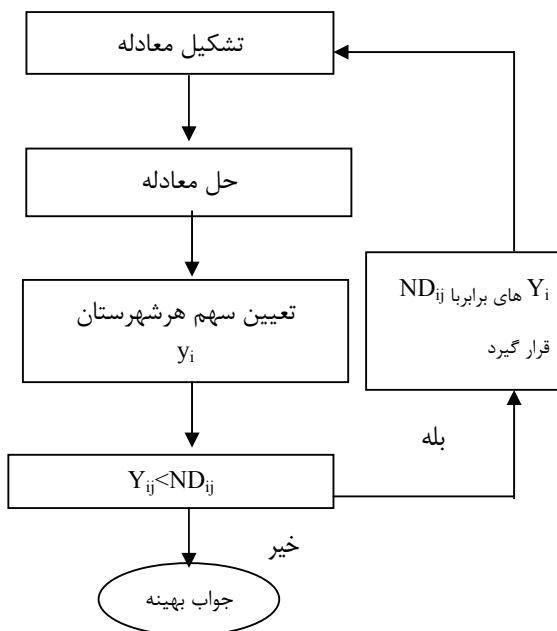 تشکیل معادله
حل معادله
تعیین سهم هرشهرستان
yi
Yi های برابربا NDij
قرار گیرد
بله
Yij<NDij
خیر
جواب بهینه